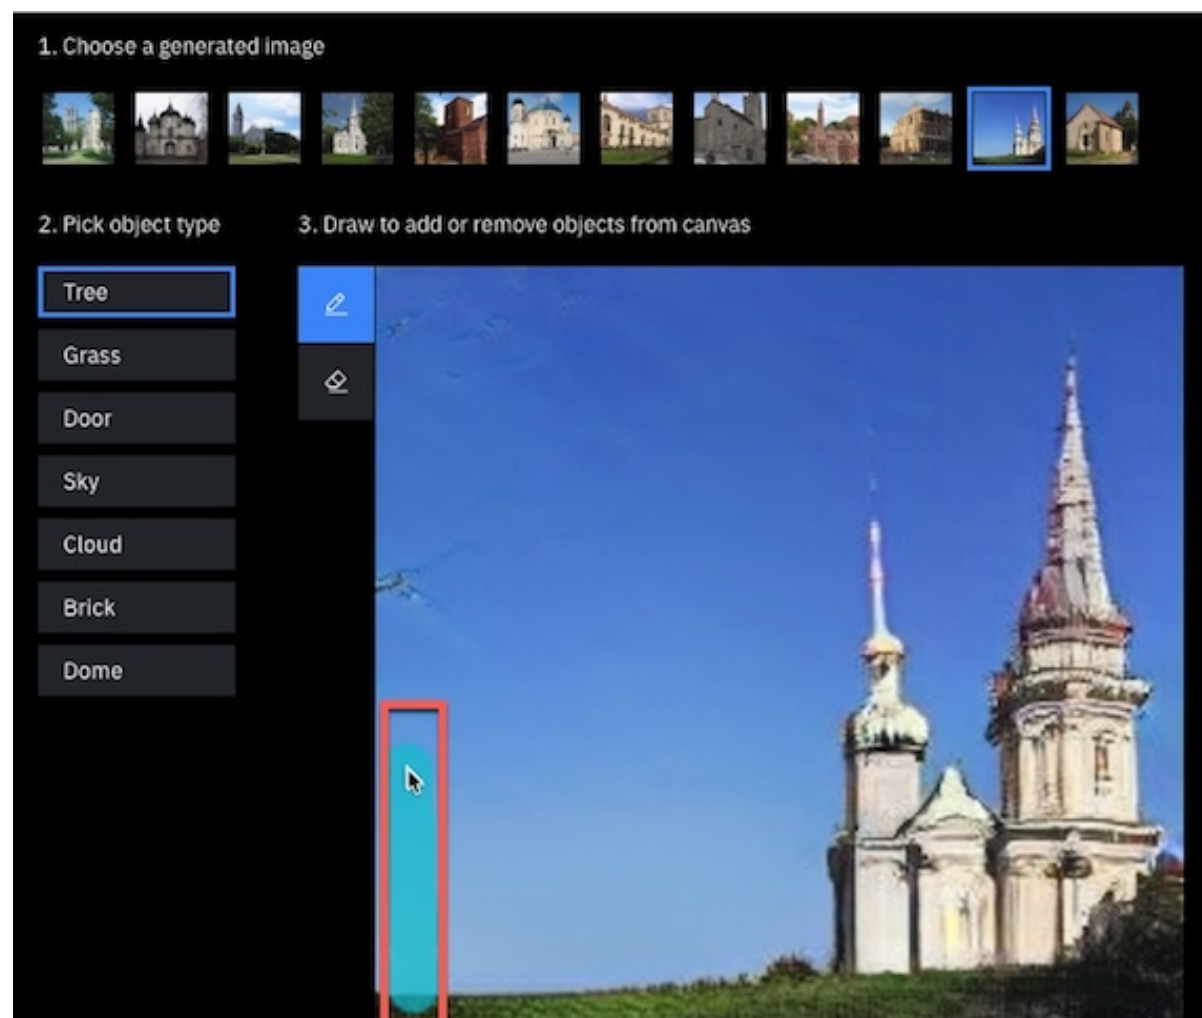 1. Choose a generated image
2. Pick object type
3. Draw to add or remove objects from canvas
Tree
Grass
Door
Sky
Cloud
Brick
Dome